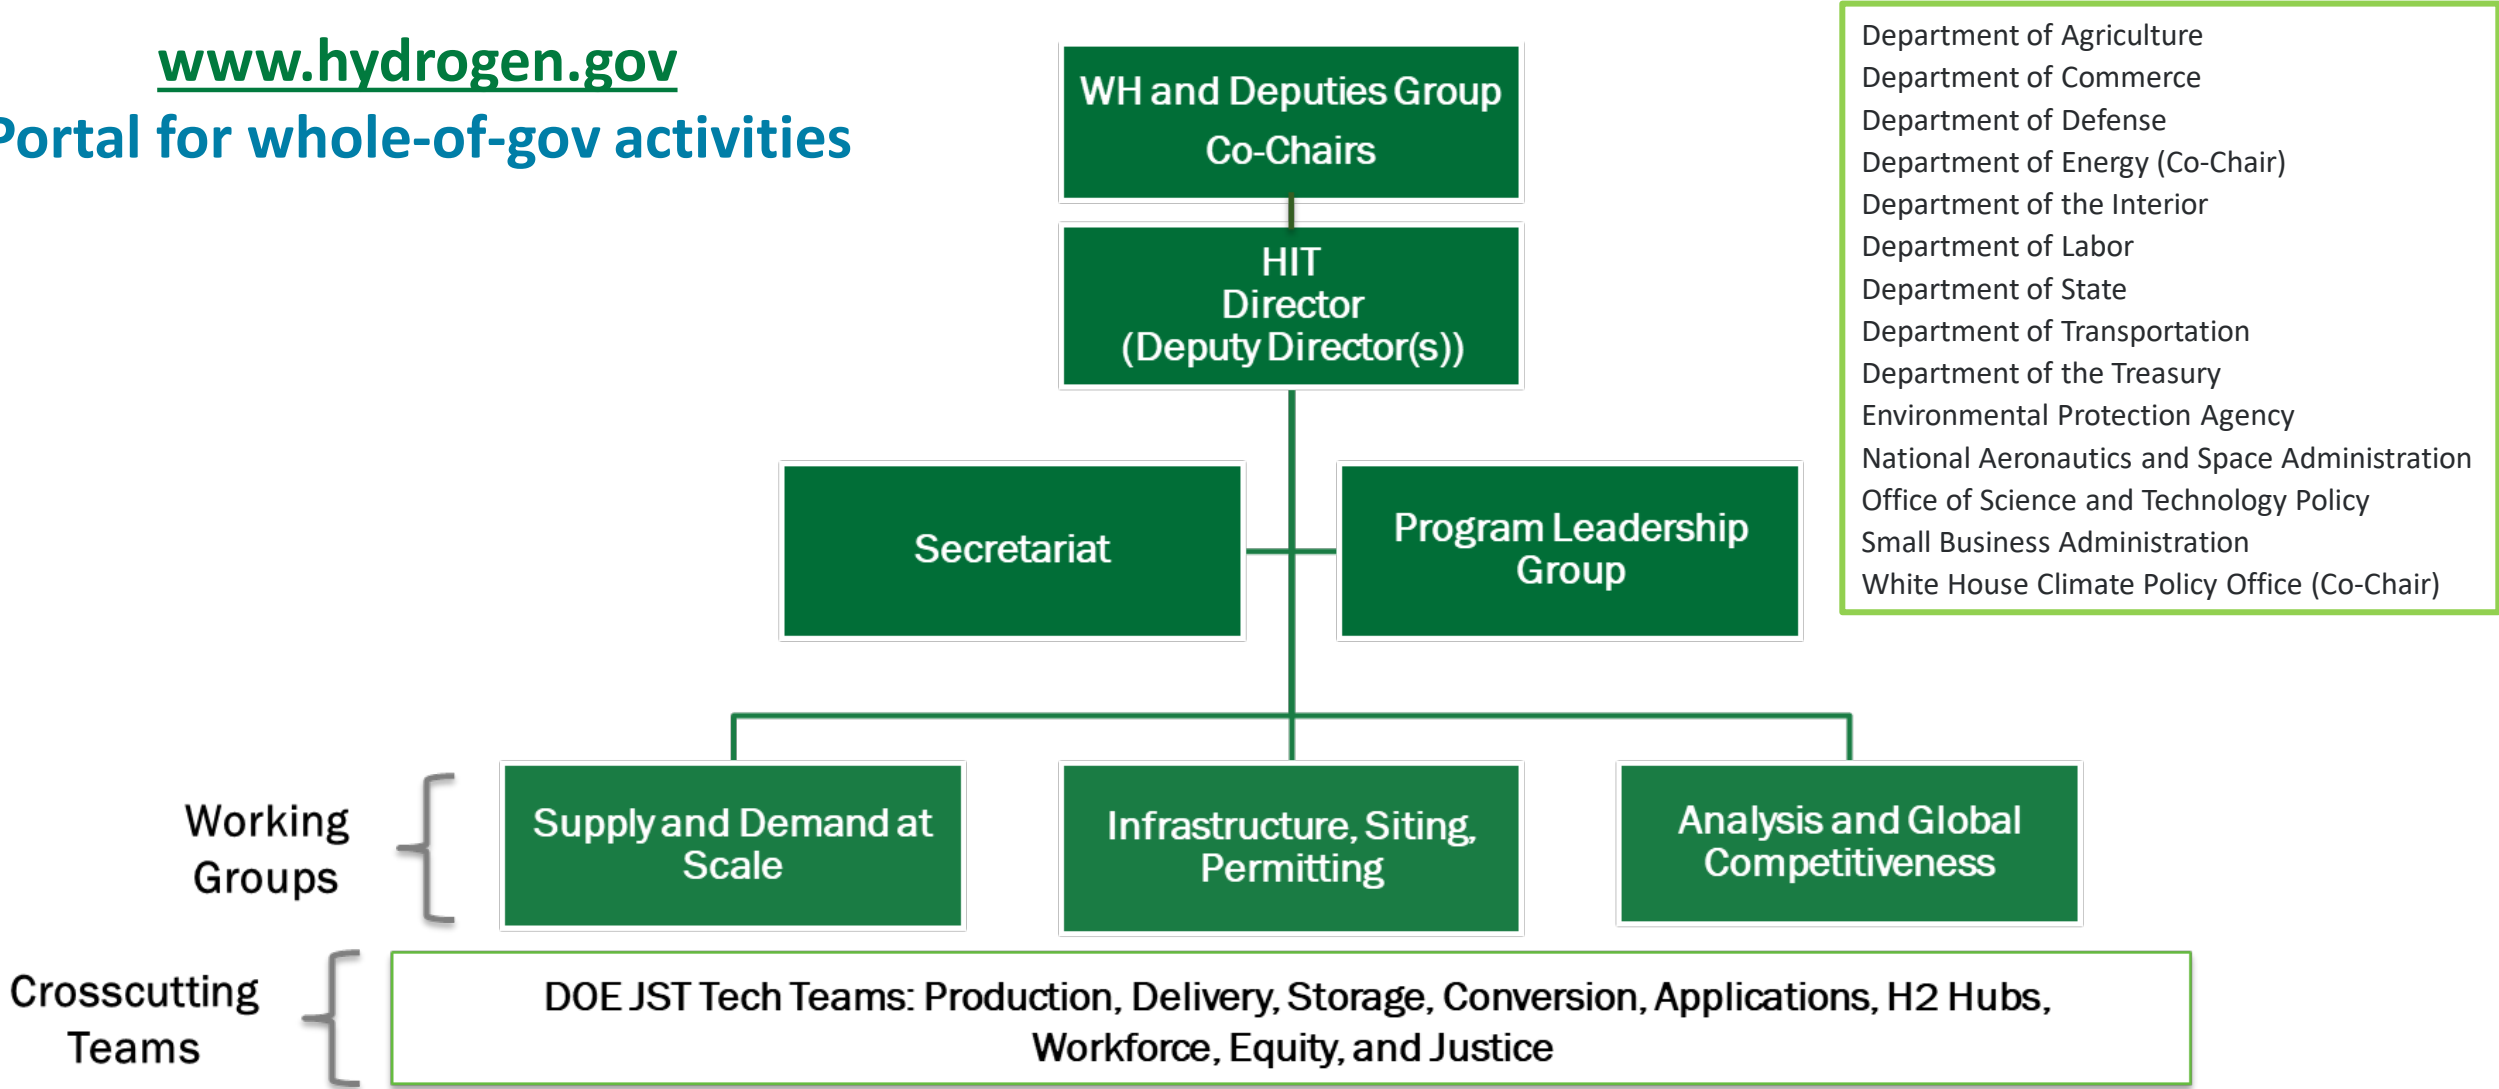 www.hydrogen.gov
Portal for whole-of-gov activities
WH and Deputies Group
Co-Chairs
HIT
Director
(Deputy Director(s))
Secretariat
Program Leadership
Group
Department of Agriculture
Department of Commerce
Department of Defense
Department of Energy (Co-Chair)
Department of the Interior
Department of Labor
Department of State
Department of Transportation
Department of the Treasury
Environmental Protection Agency
National Aeronautics and Space Administration
Office of Science and Technology Policy
Small Business Administration
White House Climate Policy Office (Co-Chair)
Working
Groups
Supply and Demand at
Scale
Infrastructure, Siting,
Permitting
Analysis and Global
Competitiveness
Crosscutting
Teams
DOE JST Tech Teams: Production, Delivery, Storage, Conversion, Applications, H2 Hubs,
Workforce, Equity, and Justice